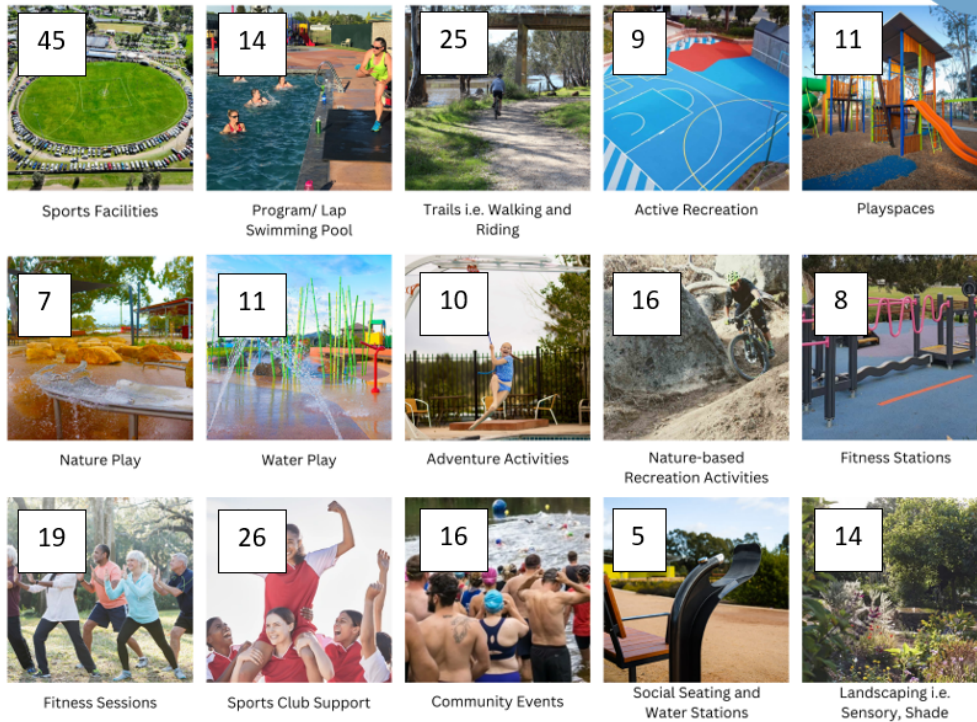 45
14
25
9
11
Sports Facilities
Program/ Lap
Swimming Pool
Trails i.e. Walking and
Riding
Active Recreation
Playspaces
7
11
10
16
8
Nature Play
Water Play
Adventure Activities
Nature-based
Recreation Activities
Fitness Stations
19
26
16
5
14
Fitness Sessions
Sports Club Support
Community Events
Social Seating and
Water Stations
Landscaping i.e.
Sensory, Shade